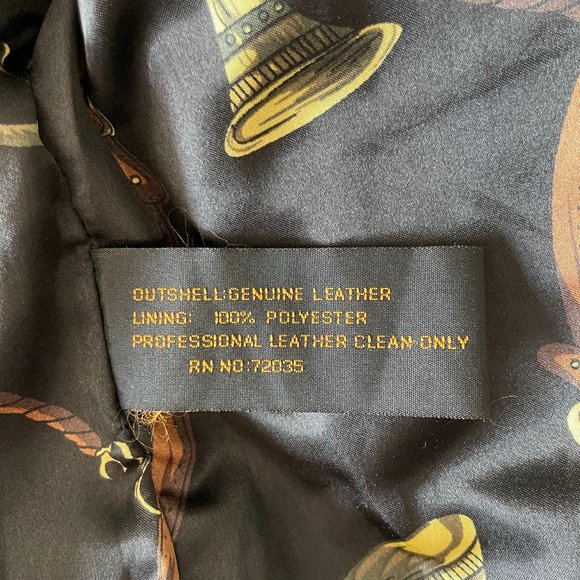 OUTSHELL:GENUINE LEATHER
LINING: 100% POLYESTER
PROFESSIONAL LEATHER CLEAN ONLY
RN NO:72035